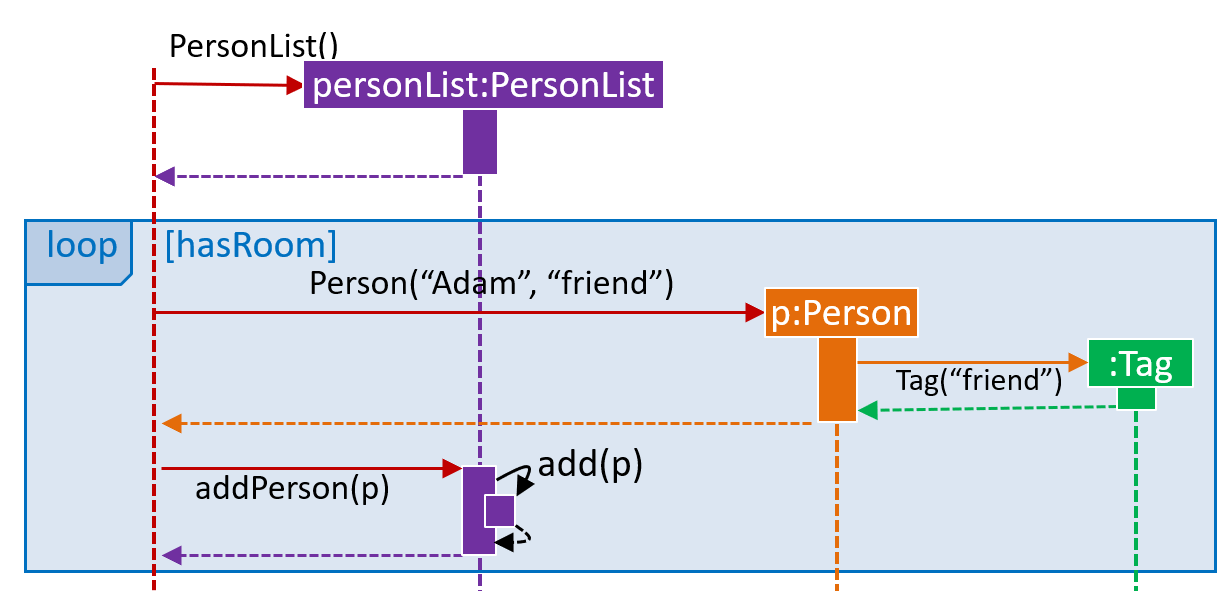 PersonList()
personList:PersonList
loop [hasRoom]
Person(“Adam”, “friend”)
p:Person
:Tag
Tag(“friend”)
add(p)
addPerson(p)